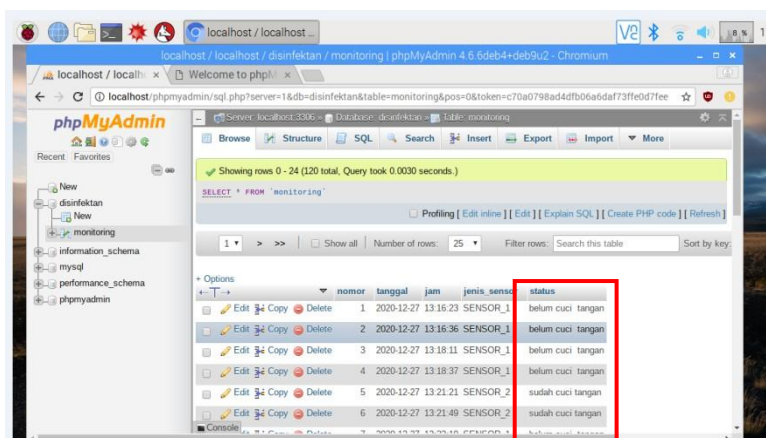 localhost / localhost ...
8 %
localhost / localhost / disinfektan / monitoring | phpMyAdmin 4.6.6deb4+deb9u2 - Chromium
localhost / localh
Welcome to phpM
localhost/phpmyadmin/sql.php?server=1&db=disinfektan&table=monitoring&pos=0&token=c70a0798ad4dfb06a6daf73ffe0d7fee
phpMyAdmin
Recent Favorites
New
disinfektan
New
monitoring
information_schema
mysql
performance_schema
phpmyadmin
Server: localhost:3306 » Database: disinfektan » Table: monitoring
Browse Structure SQL Search Insert Export Import More
Showing rows 0 - 24 (120 total, Query took 0.0030 seconds.)
SELECT * FROM `monitoring`
Profiling [ Edit inline ] [ Edit ] [ Explain SQL ] [ Create PHP code ] [ Refresh ]
1 > >> Show all Number of rows: 25 Filter rows: Search this table Sort by key:
+ Options
nomor tanggal jam jenis_sensor status
Edit Copy Delete 1 2020-12-27 13:16:23 SENSOR_1 belum cuci tangan
Edit Copy Delete 2 2020-12-27 13:16:36 SENSOR_1 belum cuci tangan
Edit Copy Delete 3 2020-12-27 13:18:11 SENSOR_1 belum cuci tangan
Edit Copy Delete 4 2020-12-27 13:18:37 SENSOR_1 belum cuci tangan
Edit Copy Delete 5 2020-12-27 13:21:21 SENSOR_2 sudah cuci tangan
Edit Copy Delete 6 2020-12-27 13:21:49 SENSOR_2 sudah cuci tangan
Console